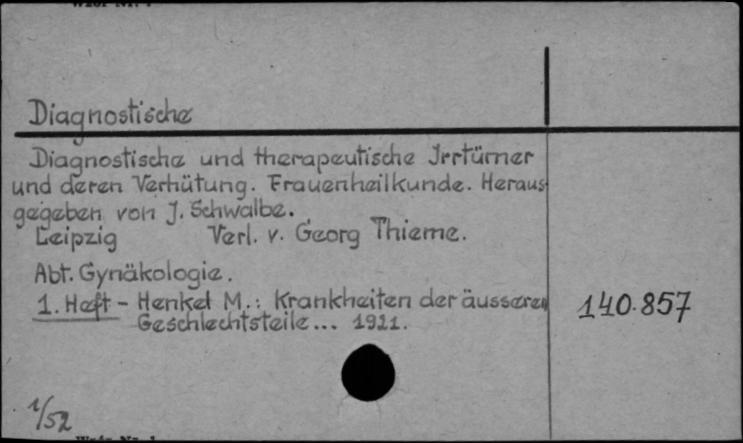 Diagnostische
Diagnostische und therapeutische Irrtümer
und deren Verhütung. Frauenheilkunde. Heraus-
gegeben von J. Schwalbe.
Leipzig Verl. v. Georg Thieme.
Abt. Gynäkologie.
1. Heft - Henkel M.: Krankheiten der äusseren 140.857
Geschlechtsteile... 1921.
1/52